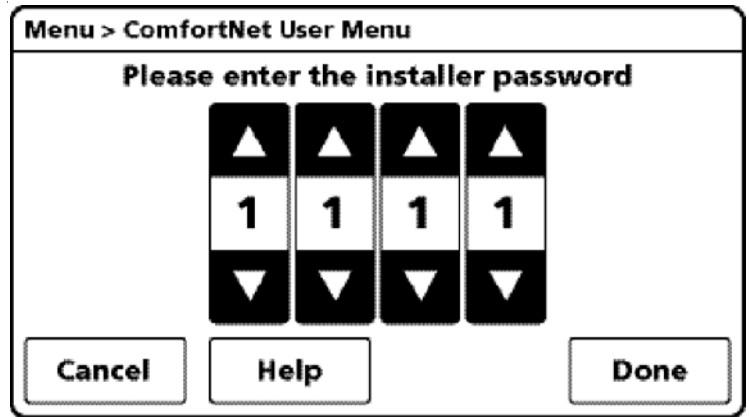 Menu > ComfortNet User Menu
Please enter the installer password
1 1 1 1
Cancel Help Done